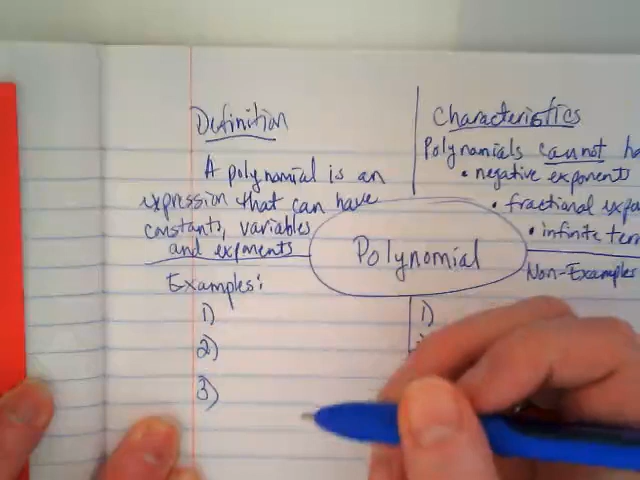 Definition
A polynomial is an
expression that can have
constants, variables
and exponents
Characteristics
Polynomials cannot
• negative exponents
• fractional
• infinite
Polynomial
Examples:
1)
2)
3)
Non-Examples
1)